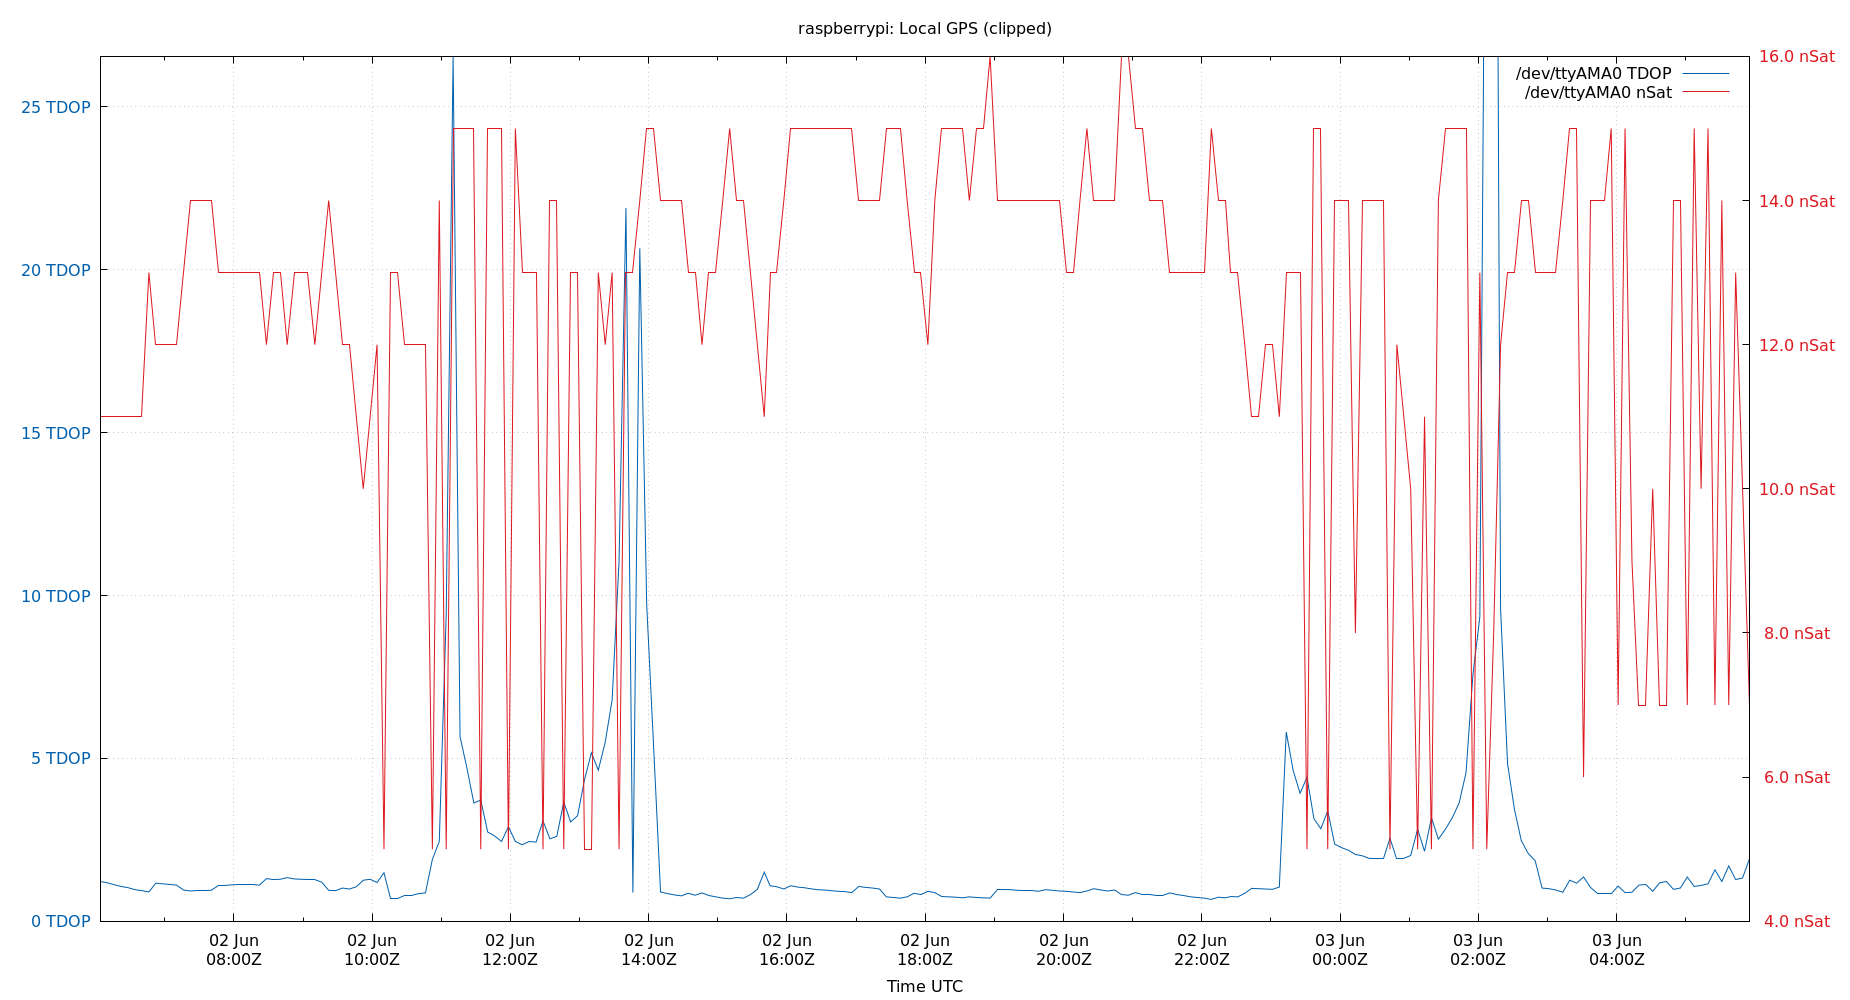 raspberrypi: Local GPS (clipped)
16.0 nSat
/dev/ttyAMA0 TDOP
/dev/ttyAMA0 nSat
25 TDOP
14.0 nSat
20 TDOP
12.0 nSat
15 TDOP
10.0 nSat
10 TDOP
8.0 nSat
5 TDOP
6.0 nSat
0 TDOP
4.0 nSat
02 Jun 02 Jun 02 Jun 02 Jun 02 Jun 02 Jun 02 Jun 02 Jun 03 Jun 03 Jun 03 Jun
08:00Z 10:00Z 12:00Z 14:00Z 16:00Z 18:00Z 20:00Z 22:00Z 00:00Z 02:00Z 04:00Z
Time UTC